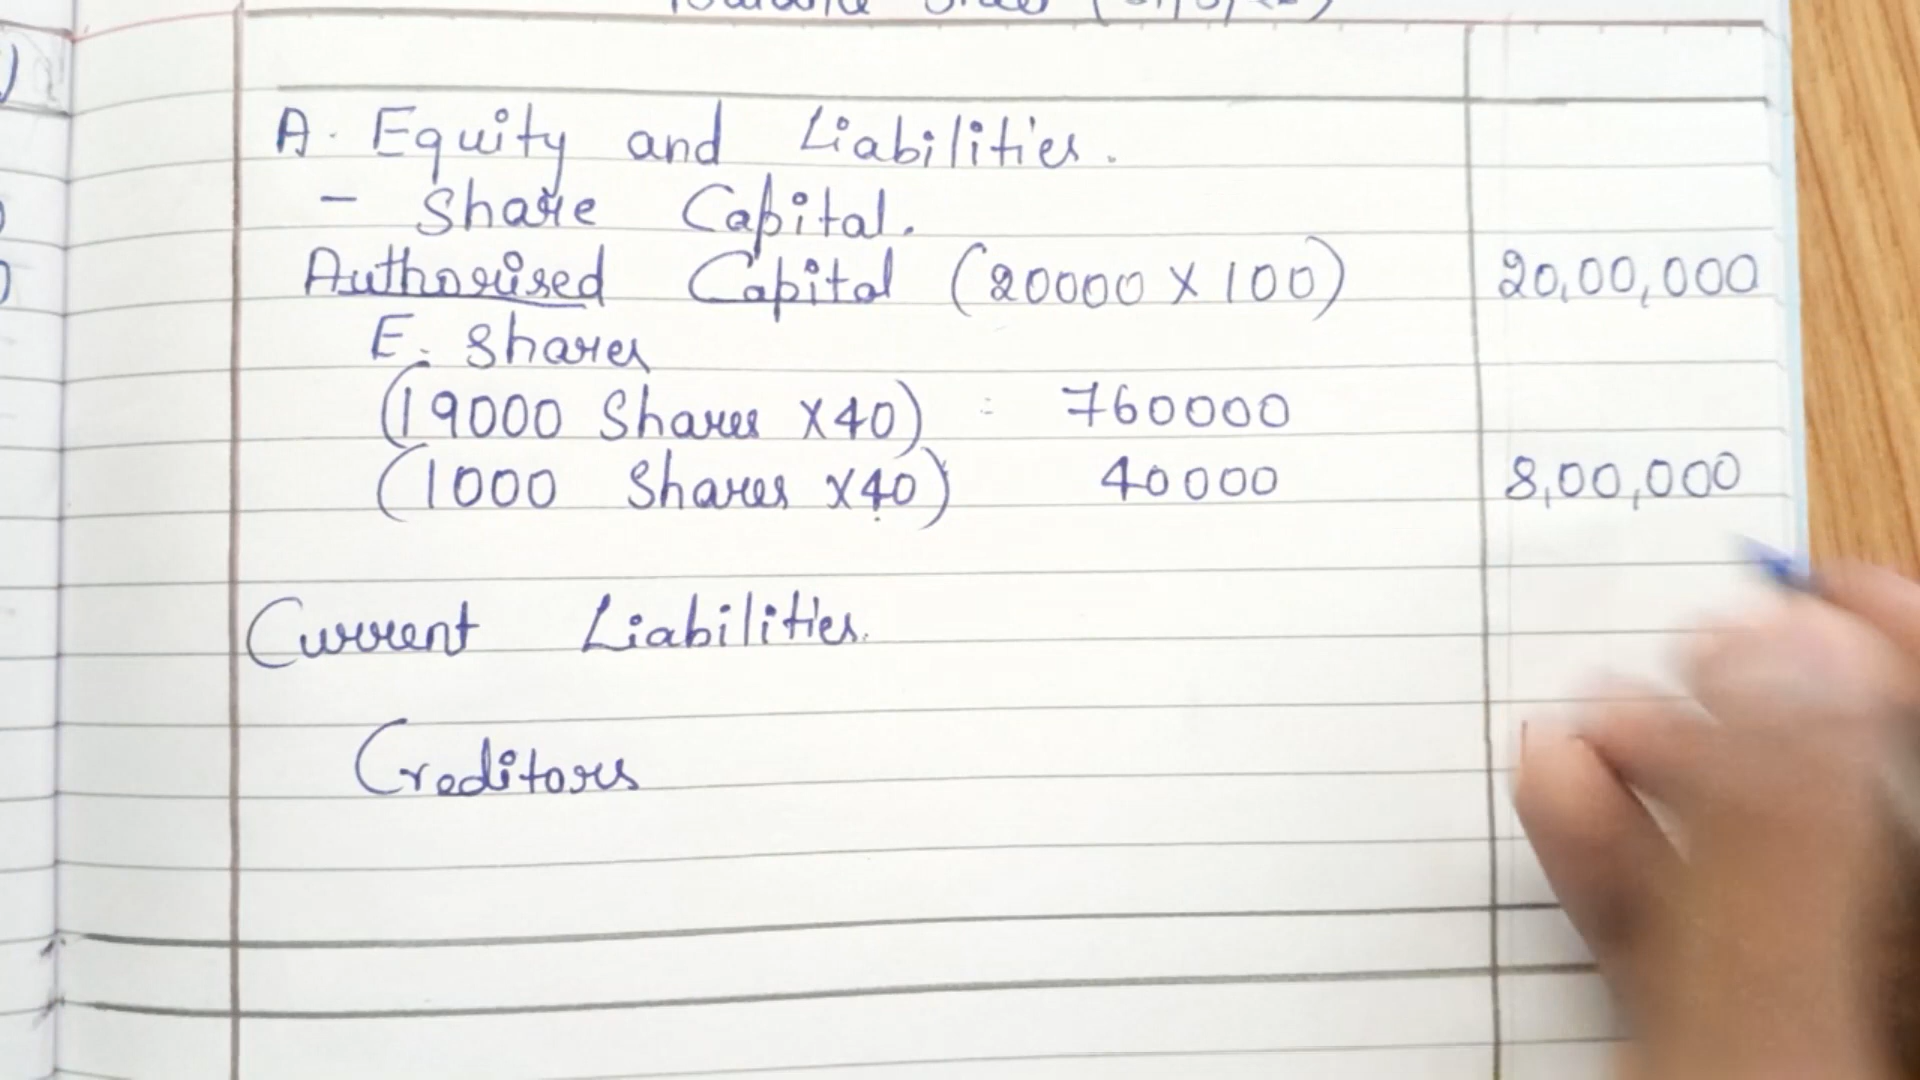 A. Equity and Liabilities.
- Share Capital.
Authorised Capital (20000 X 100) 20,00,000
E. Shares
(19000 Shares X40) = 760000
(1000 Shares X40) 40000 8,00,000
Current Liabilities.
Creditors